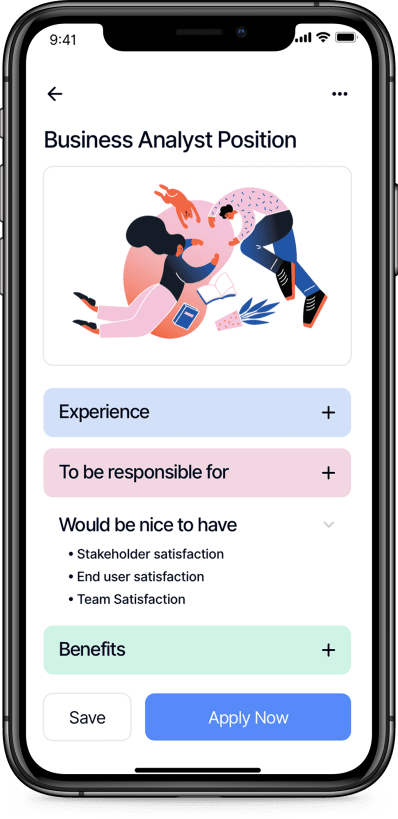 9:41
Business Analyst Position
Experience
To be responsible for
Would be nice to have
• Stakeholder satisfaction
• End user satisfaction
• Team Satisfaction
Benefits
Save
Apply Now